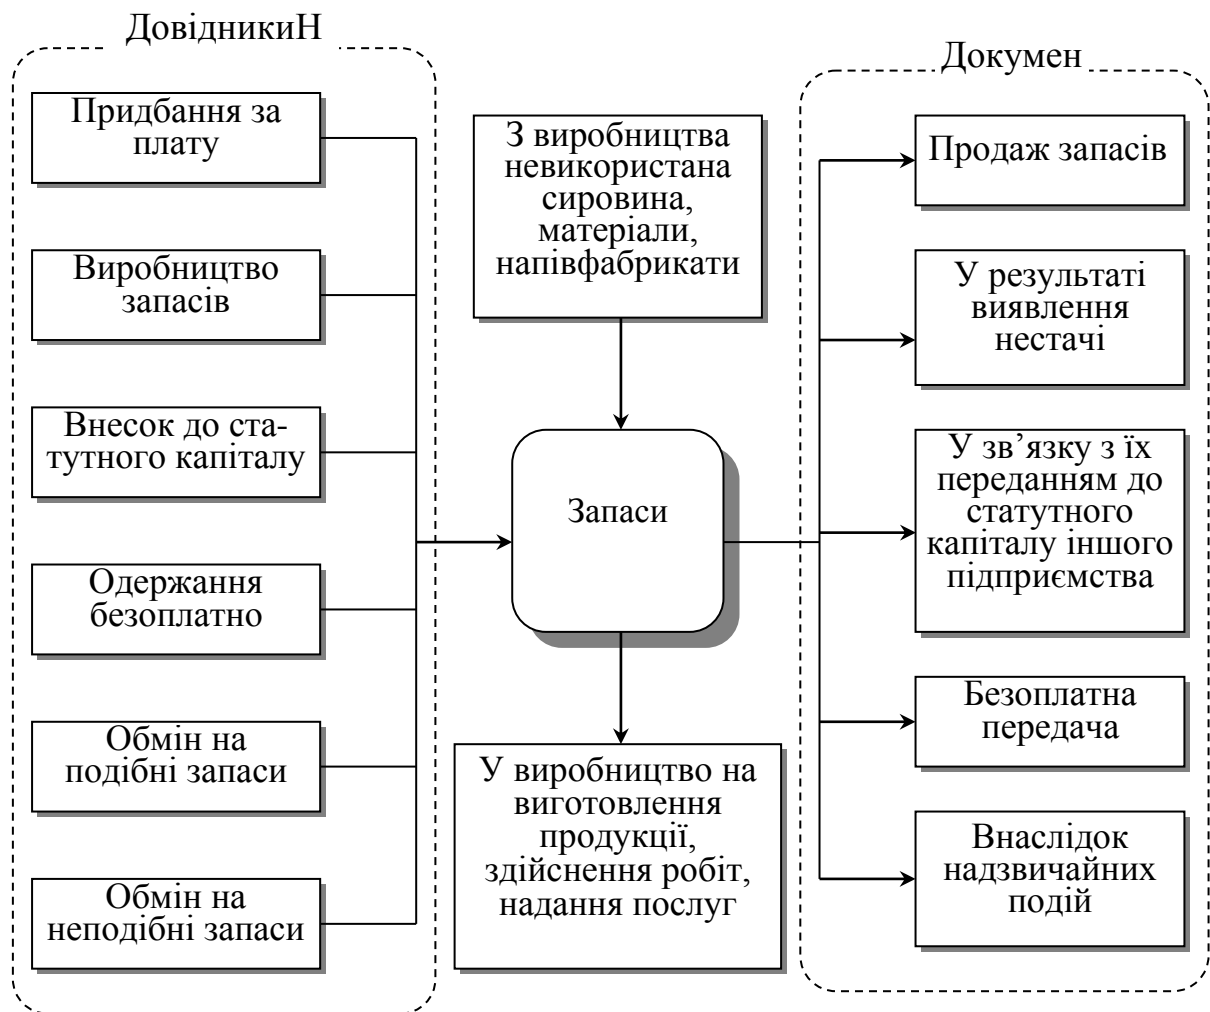 ДовідникиН
Придбання за
плату
Виробництво
запасів
Внесок до ста-
тутного капіталу
Одержання
безоплатно
Обмін на
подібні запаси
Обмін на
неподібні запаси
З виробництва
невикористана
сировина,
матеріали,
напівфабрикати
Запаси
У виробництво на
виготовлення
продукції,
здійснення робіт,
надання послуг
Докумен
Продаж запасів
У результаті
виявлення
нестачі
У зв’язку з їх
переданням до
статутного
капіталу іншого
підприємства
Безоплатна
передача
Внаслідок
надзвичайних
подій